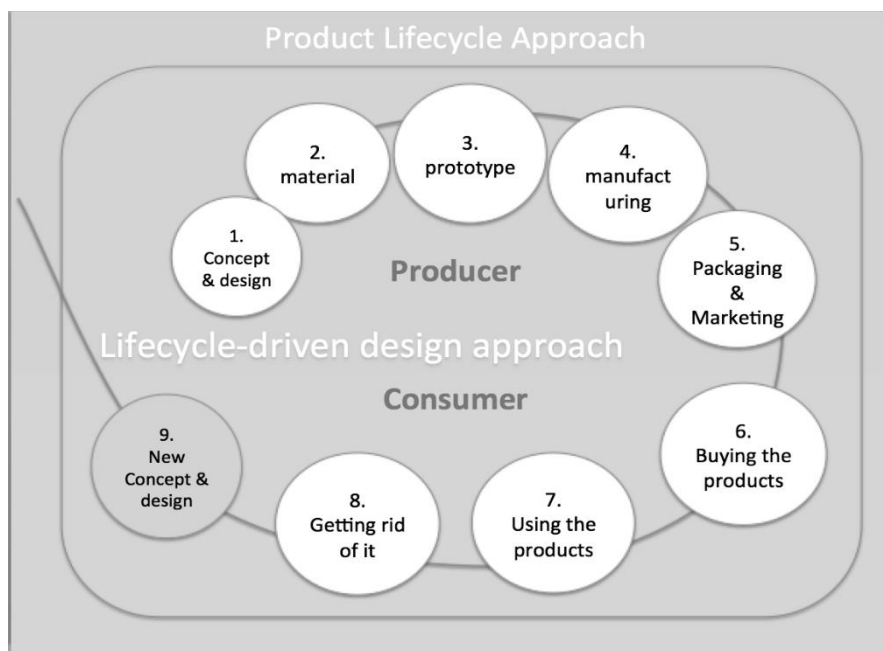 Product Lifecycle Approach
1.
Concept
& design
2.
material
3.
prototype
4.
manufact
uring
5.
Packaging
&
Marketing
Producer
Lifecycle-driven design approach
Consumer
6.
Buying the
products
7.
Using the
products
8.
Getting rid
of it
9.
New
Concept &
design